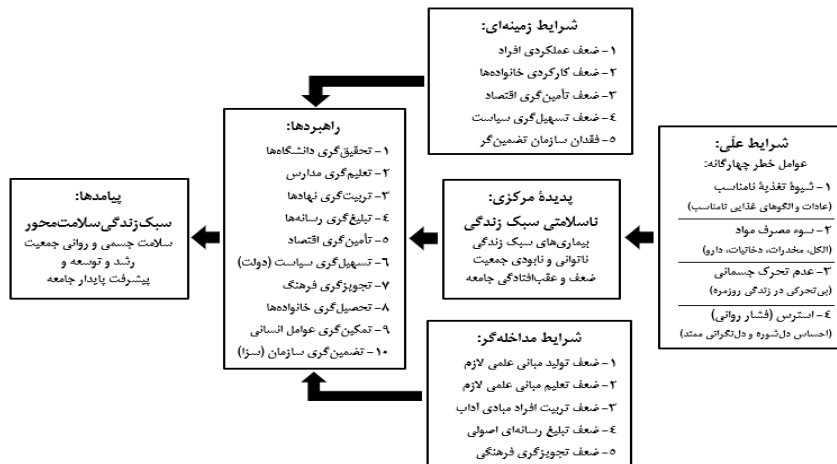 شرایط زمینه‌ای:
۱- ضعف عملکردی افراد
۲- ضعف کارکردی خانواده‌ها
۳- ضعف تأمین‌گری اقتصاد
٤- ضعف تسهیل‌گری سیاست
٥- فقدان سازمان تضمین‌گر
شرایط علّی:
عوامل خطر چهارگانه:
۱- شیوهٔ تغذیهٔ نامناسب
(عادات و الگوهای غذایی نامناسب)
۲- سوء مصرف مواد
(الکل، مخدرات، دخانیات، دارو)
۳- عدم تحرک جسمانی
(بی‌تحرکی در زندگی روزمره)
٤- استرس (فشار روانی)
(احساس دل‌شوره و دل‌نگرانی ممتد)
پدیدهٔ مرکزی:
ناسلامتی سبک زندگی
بیماری‌های سبک زندگی
ناتوانی و نابودی جمعیت
ضعف و عقب‌افتادگی جامعه
شرایط مداخله‌گر:
۱- ضعف تولید مبانی علمی لازم
۲- ضعف تعلیم مبانی علمی لازم
۳- ضعف تربیت افراد مبادی آداب
٤- ضعف تبلیغ رسانه‌ای اصولی
٥- ضعف تجویزگری فرهنگی
راهبردها:
۱- تحقیق‌گری دانشگاه‌ها
۲- تعلیم‌گری مدارس
۳- تربیت‌گری نهادها
٤- تبلیغ‌گری رسانه‌ها
٥- تأمین‌گری اقتصاد
٦- تسهیل‌گری سیاست (دولت)
۷- تجویزگری فرهنگ
۸- تحصیل‌گری خانواده‌ها
۹- تمکین‌گری عوامل انسانی
۱۰- تضمین‌گری سازمان (سزا)
پیامدها:
سبک‌زندگی‌سلامت‌محور
سلامت جسمی و روانی جمعیت
رشد و توسعه و
پیشرفت پایدار جامعه